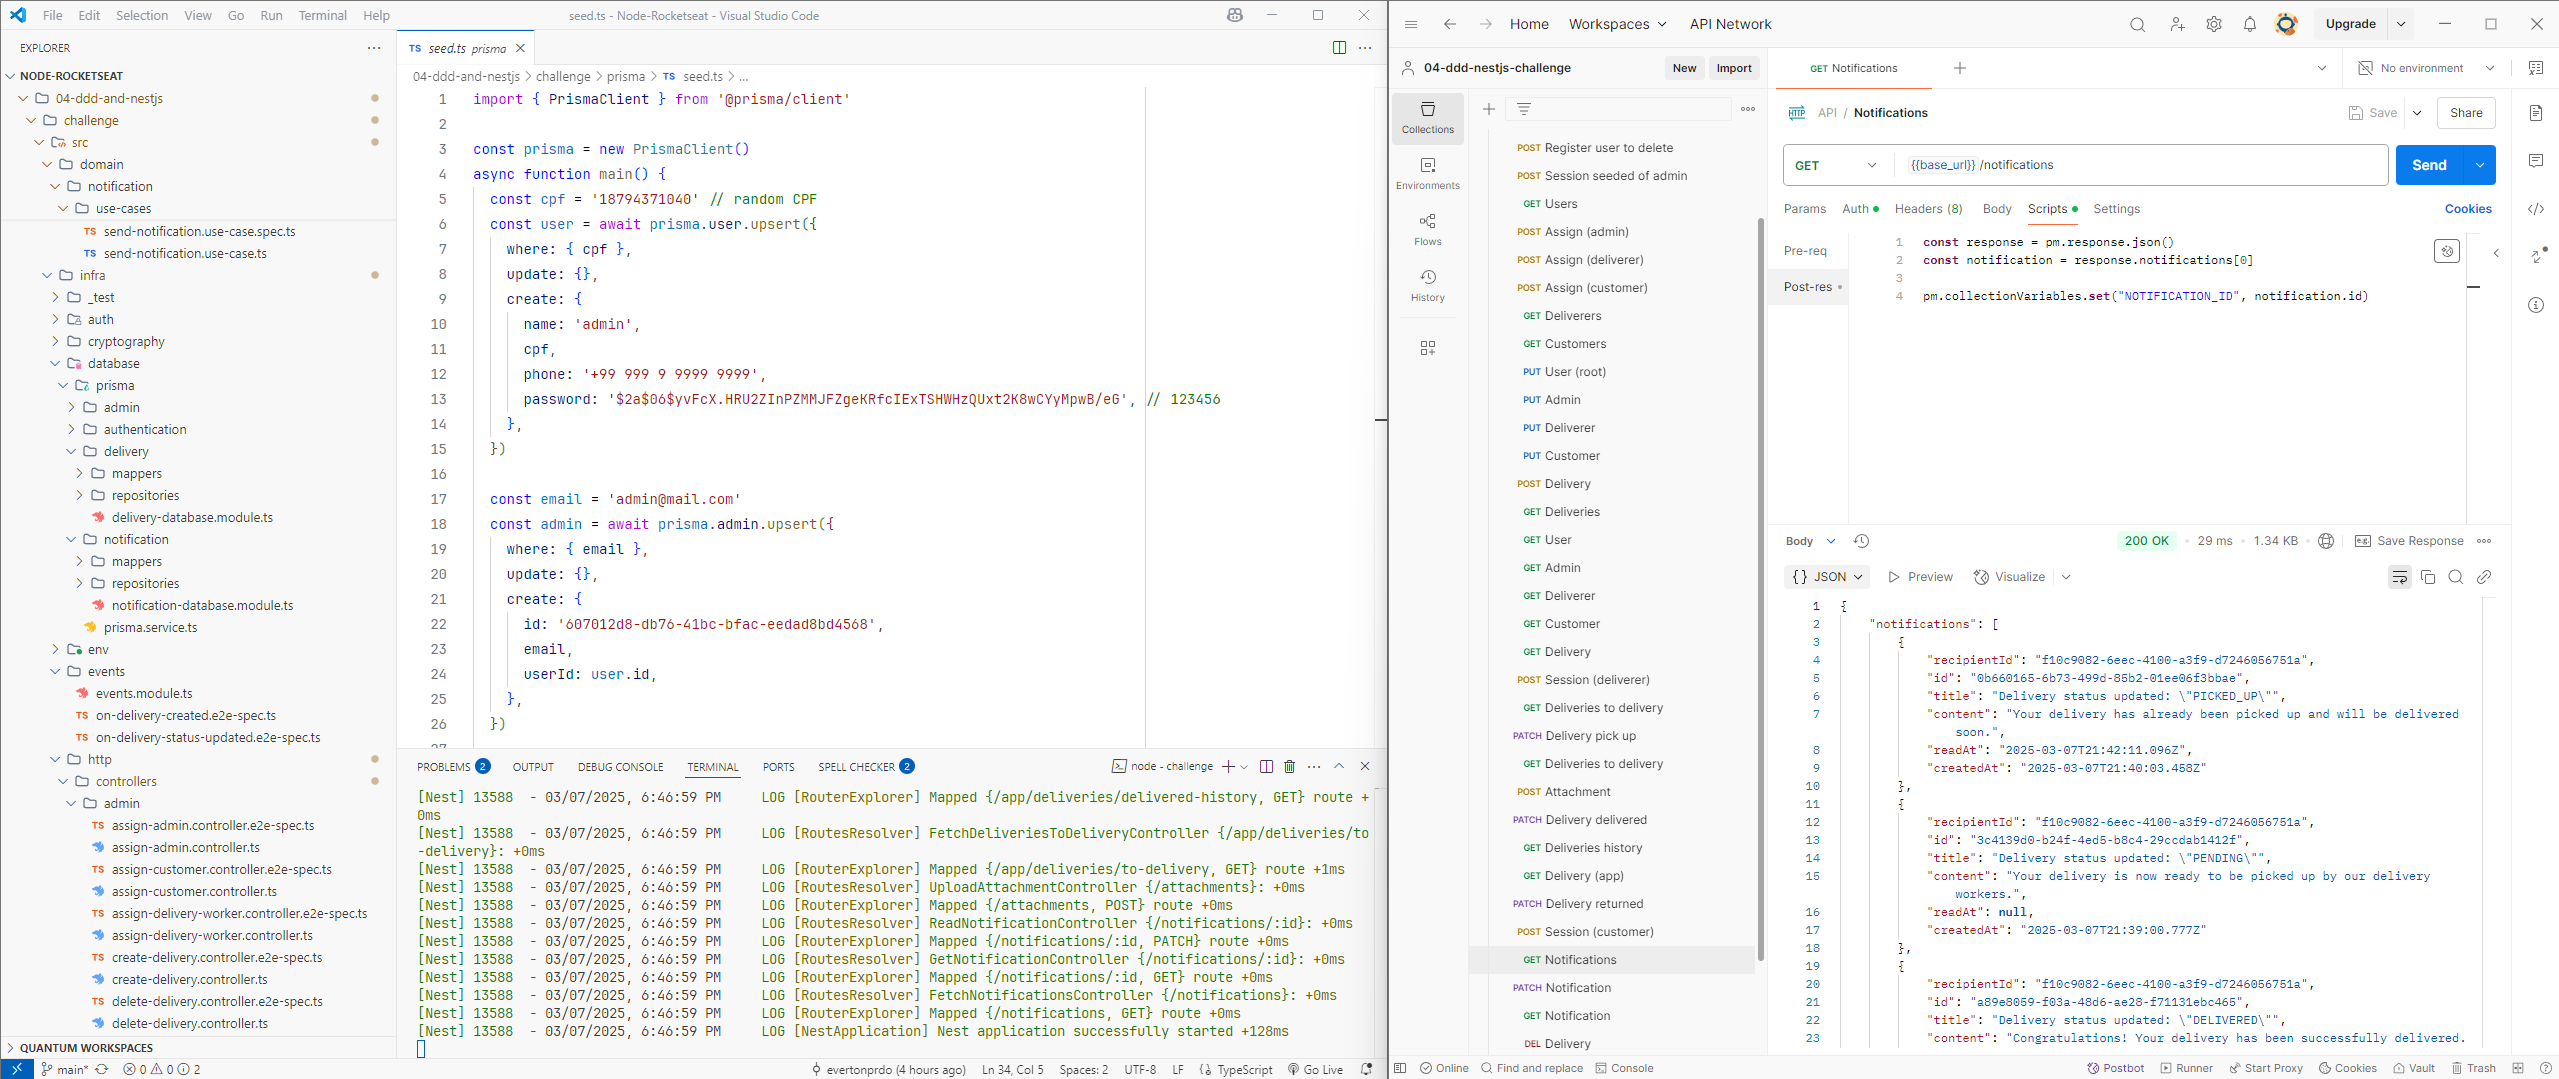 File Edit Selection View Go Run Terminal Help
seed.ts - Node-Rocketseat - Visual Studio Code
EXPLORER
NODE-ROCKETSEAT
04-ddd-and-nestjs
challenge
src
domain
notification
use-cases
TS send-notification.use-case.spec.ts
TS send-notification.use-case.ts
infra
_test
auth
cryptography
database
prisma
admin
authentication
delivery
mappers
repositories
delivery-database.module.ts
notification
mappers
repositories
notification-database.module.ts
prisma.service.ts
env
events
events.module.ts
TS on-delivery-created.e2e-spec.ts
TS on-delivery-status-updated.e2e-spec.ts
http
controllers
admin
TS assign-admin.controller.e2e-spec.ts
assign-admin.controller.ts
TS assign-customer.controller.e2e-spec.ts
assign-customer.controller.ts
TS assign-delivery-worker.controller.e2e-spec.ts
assign-delivery-worker.controller.ts
TS create-delivery.controller.e2e-spec.ts
create-delivery.controller.ts
TS delete-delivery.controller.e2e-spec.ts
delete-delivery.controller.ts
QUANTUM WORKSPACES
TS seed.ts prisma
04-ddd-and-nestjs > challenge > prisma > TS seed.ts > ...
1 import { PrismaClient } from '@prisma/client'
2
3 const prisma = new PrismaClient()
4 async function main() {
5 const cpf = '18794371040' // random CPF
6 const user = await prisma.user.upsert({
7 where: { cpf },
8 update: {},
9 create: {
10 name: 'admin',
11 cpf,
12 phone: '+99 999 9 9999 9999',
13 password: '$2a$06$yvFcX.HRU2ZInPZMMJFZgeKRfcIExTSHWHzQUxt2K8wCYyMpwB/eG', // 123456
14 },
15 })
16
17 const email = 'admin@mail.com'
18 const admin = await prisma.admin.upsert({
19 where: { email },
20 update: {},
21 create: {
22 id: '607012d8-db76-41bc-bfac-eedad8bd4568',
23 email,
24 userId: user.id,
25 },
26 })
27
PROBLEMS 2 OUTPUT DEBUG CONSOLE TERMINAL PORTS SPELL CHECKER 2 node - challenge
[Nest] 13588 - 03/07/2025, 6:46:59 PM LOG [RouterExplorer] Mapped {/app/deliveries/delivered-history, GET} route +
0ms
[Nest] 13588 - 03/07/2025, 6:46:59 PM LOG [RoutesResolver] FetchDeliveriesToDeliveryController {/app/deliveries/to
-delivery}: +0ms
[Nest] 13588 - 03/07/2025, 6:46:59 PM LOG [RouterExplorer] Mapped {/app/deliveries/to-delivery, GET} route +1ms
[Nest] 13588 - 03/07/2025, 6:46:59 PM LOG [RoutesResolver] UploadAttachmentController {/attachments}: +0ms
[Nest] 13588 - 03/07/2025, 6:46:59 PM LOG [RouterExplorer] Mapped {/attachments, POST} route +0ms
[Nest] 13588 - 03/07/2025, 6:46:59 PM LOG [RoutesResolver] ReadNotificationController {/notifications/:id}: +0ms
[Nest] 13588 - 03/07/2025, 6:46:59 PM LOG [RouterExplorer] Mapped {/notifications/:id, PATCH} route +0ms
[Nest] 13588 - 03/07/2025, 6:46:59 PM LOG [RoutesResolver] GetNotificationController {/notifications/:id}: +0ms
[Nest] 13588 - 03/07/2025, 6:46:59 PM LOG [RouterExplorer] Mapped {/notifications/:id, GET} route +0ms
[Nest] 13588 - 03/07/2025, 6:46:59 PM LOG [RoutesResolver] FetchNotificationsController {/notifications}: +0ms
[Nest] 13588 - 03/07/2025, 6:46:59 PM LOG [RouterExplorer] Mapped {/notifications, GET} route +0ms
[Nest] 13588 - 03/07/2025, 6:46:59 PM LOG [NestApplication] Nest application successfully started +128ms
main* 0 0 2
evertonprdo (4 hours ago) Ln 34, Col 5 Spaces: 2 UTF-8 LF TypeScript Go Live
Home Workspaces API Network Upgrade
04-ddd-nestjs-challenge New Import
Collections
Environments
Flows
History
POST Register user to delete
POST Session seeded of admin
GET Users
POST Assign (admin)
POST Assign (deliverer)
POST Assign (customer)
GET Deliverers
GET Customers
PUT User (root)
PUT Admin
PUT Deliverer
PUT Customer
POST Delivery
GET Deliveries
GET User
GET Admin
GET Deliverer
GET Customer
GET Delivery
POST Session (deliverer)
GET Deliveries to delivery
PATCH Delivery pick up
GET Deliveries to delivery
POST Attachment
PATCH Delivery delivered
GET Deliveries history
GET Delivery (app)
PATCH Delivery returned
POST Session (customer)
GET Notifications
PATCH Notification
GET Notification
DEL Delivery
GET Notifications
No environment
HTTP API / Notifications
Save Share
GET {{base_url}} /notifications Send
Params Auth Headers (8) Body Scripts Settings Cookies
Pre-req
Post-res
1 const response = pm.response.json()
2 const notification = response.notifications[0]
3
4 pm.collectionVariables.set("NOTIFICATION_ID", notification.id)
Body 200 OK 29 ms 1.34 KB e.g. Save Response
{} JSON Preview Visualize
1 {
2 "notifications": [
3 {
4 "recipientId": "f10c9082-6eec-4100-a3f9-d7246056751a",
5 "id": "0b660165-6b73-499d-85b2-01ee06f3bbae",
6 "title": "Delivery status updated: \"PICKED_UP\"",
7 "content": "Your delivery has already been picked up and will be delivered
soon.",
8 "readAt": "2025-03-07T21:42:11.096Z",
9 "createdAt": "2025-03-07T21:40:03.458Z"
10 },
11 {
12 "recipientId": "f10c9082-6eec-4100-a3f9-d7246056751a",
13 "id": "3c4139d0-b24f-4ed5-b8c4-29ccdab1412f",
14 "title": "Delivery status updated: \"PENDING\"",
15 "content": "Your delivery is now ready to be picked up by our delivery
workers.",
16 "readAt": null,
17 "createdAt": "2025-03-07T21:39:00.777Z"
18 },
19 {
20 "recipientId": "f10c9082-6eec-4100-a3f9-d7246056751a",
21 "id": "a89e8059-f03a-48d6-ae28-f71131ebc465",
22 "title": "Delivery status updated: \"DELIVERED\"",
23 "content": "Congratulations! Your delivery has been successfully delivered.
Online Find and replace Console Postbot Runner Start Proxy Cookies Vault Trash